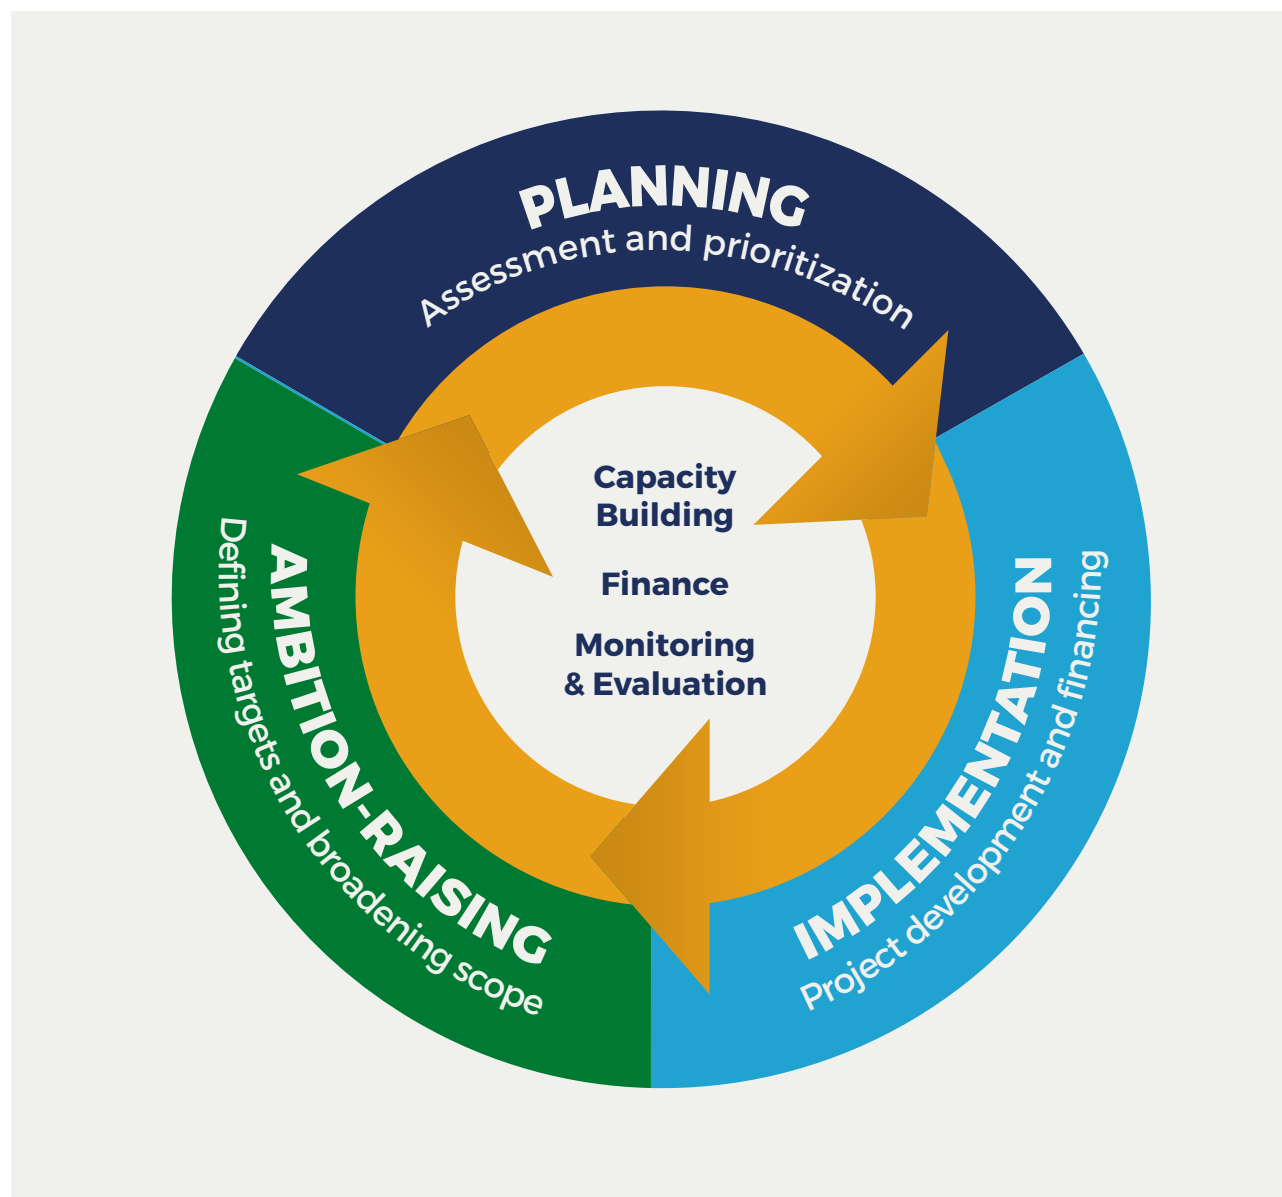 PLANNING
Assessment and prioritization
Capacity
Building
Finance
Monitoring
& Evaluation
IMPLEMENTATION
Project development and financing
AMBITION-RAISING
Defining targets and broadening scope